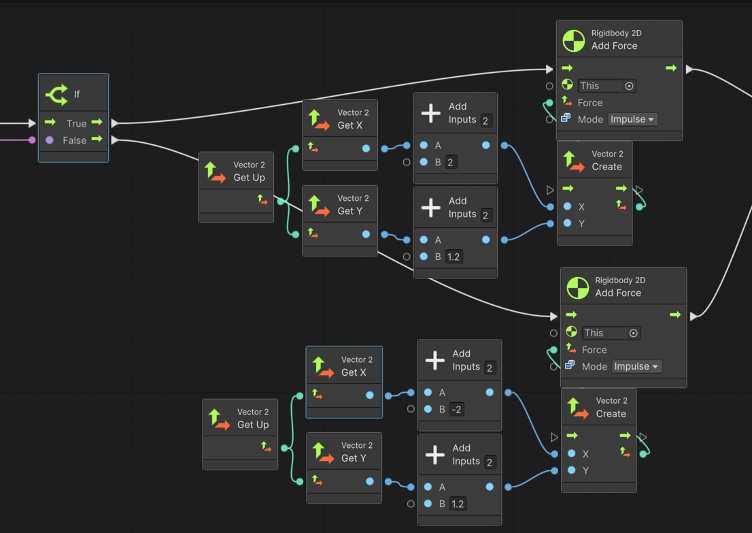 If
True
False
Rigidbody 2D
Add Force
This
Force
Mode Impulse
Vector 2
Get Up
Vector 2
Get X
Vector 2
Get Y
Add
Inputs 2
A
B 2
Add
Inputs 2
A
B 1.2
Vector 2
Create
X
Y
Rigidbody 2D
Add Force
This
Force
Mode Impulse
Vector 2
Get Up
Vector 2
Get X
Vector 2
Get Y
Add
Inputs 2
A
B -2
Add
Inputs 2
A
B 1.2
Vector 2
Create
X
Y